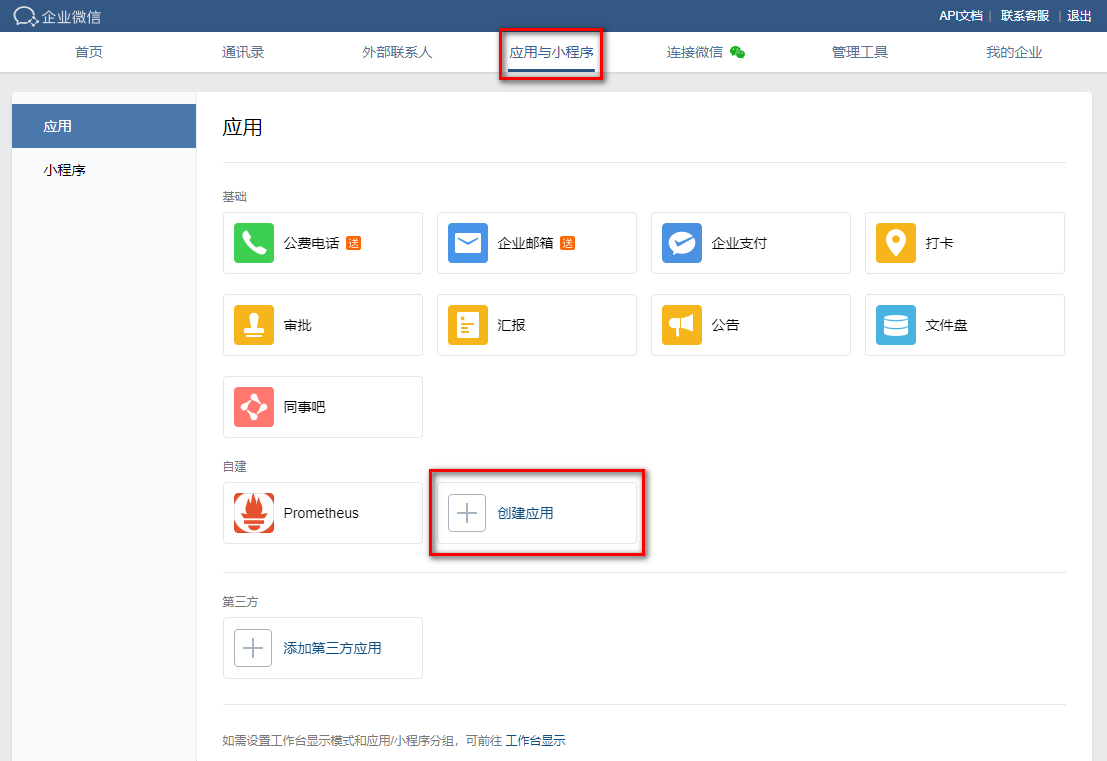 企业微信 API文档 | 联系客服 | 退出
首页 通讯录 外部联系人 应用与小程序 连接微信 管理工具 我的企业
应用
小程序
应用
基础
公费电话 送 企业邮箱 送 企业支付 打卡
审批 汇报 公告 文件盘
同事吧
自建
Prometheus 创建应用
第三方
添加第三方应用
如需设置工作台显示模式和应用/小程序分组，可前往 工作台显示